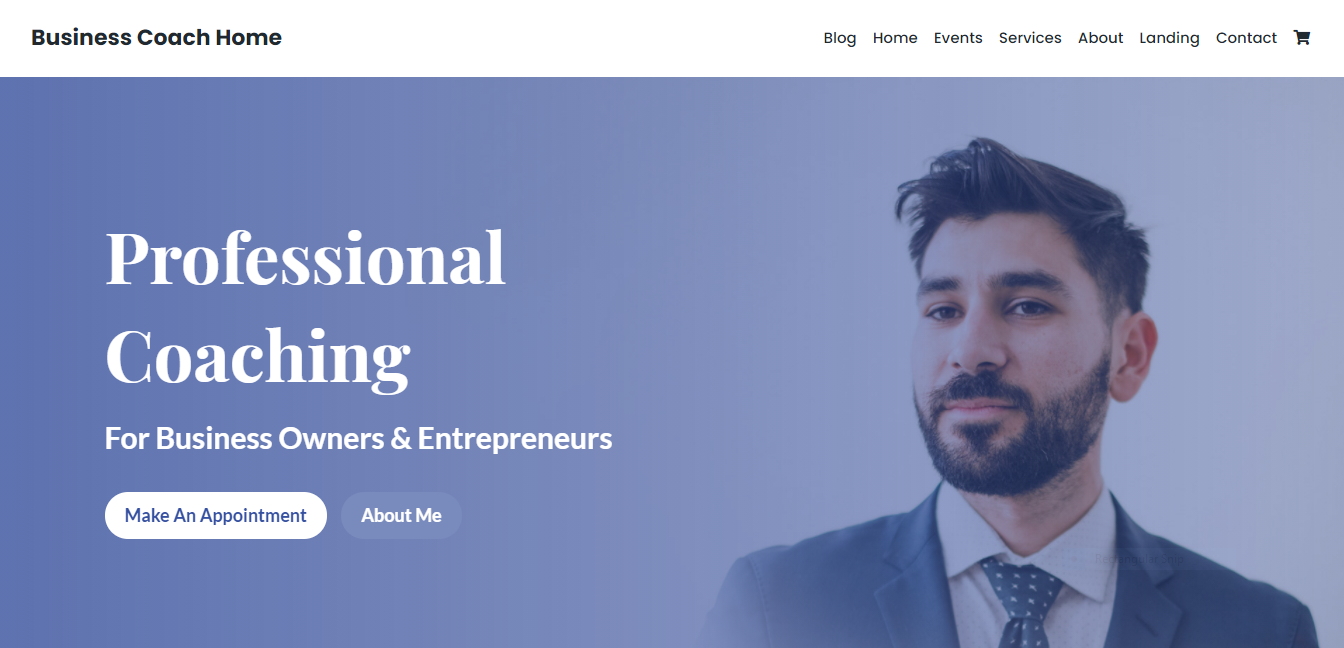 Business Coach Home
Blog Home Events Services About Landing Contact
Professional
Coaching
For Business Owners & Entrepreneurs
Make An Appointment About Me